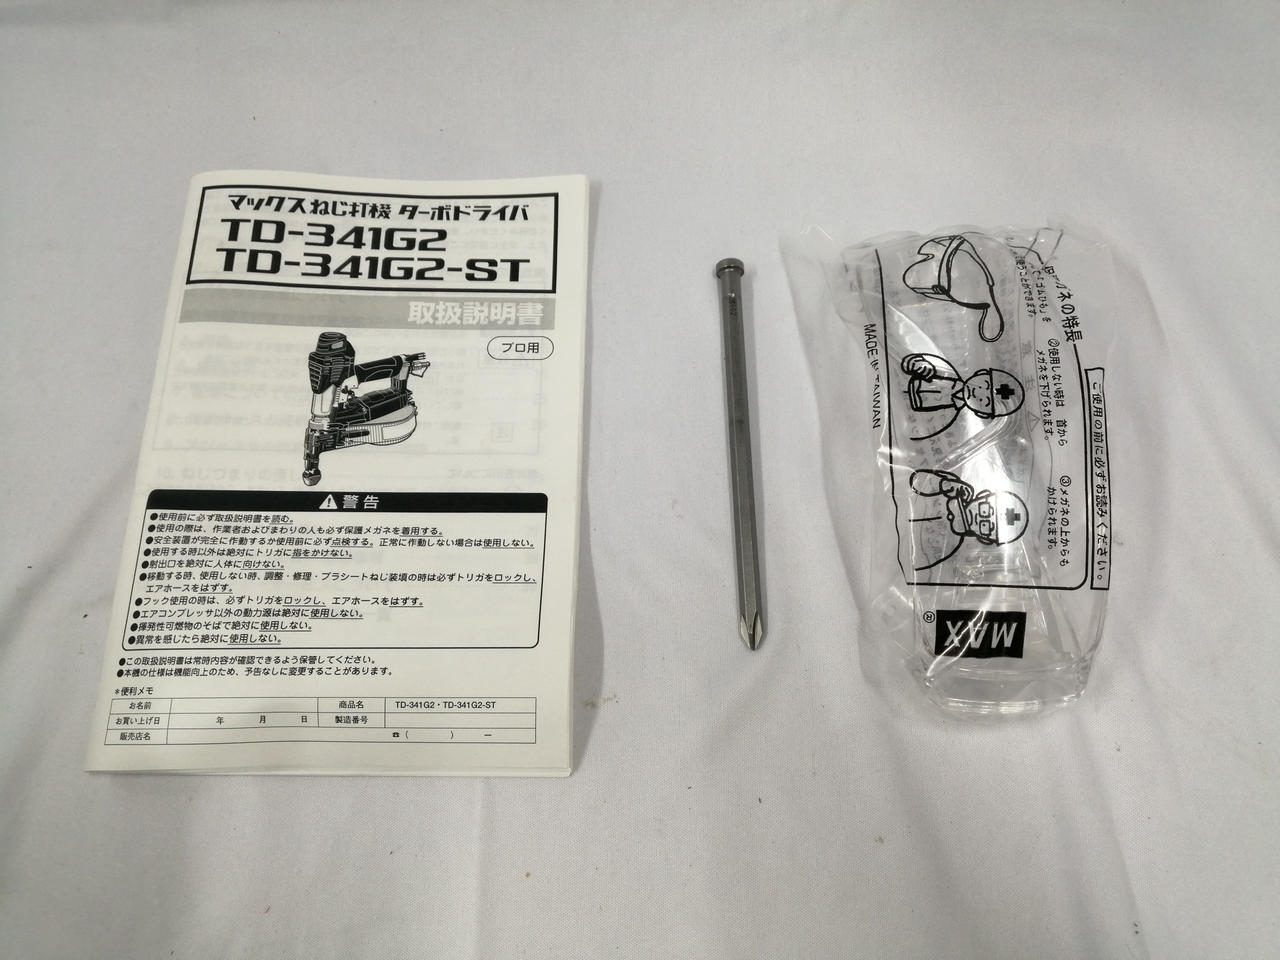 マックスねじ打機 ターボドライバ
TD-341G2
TD-341G2-ST
取扱説明書
プロ用
警告
●使用前に必ず取扱説明書を読む。
●使用の際は、作業者およびまわりの人も必ず保護メガネを着用する。
●安全装置が完全に作動するか使用前に必ず点検する。正常に作動しない場合は使用しない。
●使用する時以外は絶対にトリガに指をかけない。
●射出口を絶対に人体に向けない。
●移動する時、使用しない時、調整・修理・プラシートねじ装填の時は必ずトリガをロックし、
エアホースをはずす。
●フック使用の時は、必ずトリガをロックし、エアホースをはずす。
●エアコンプレッサ以外の動力源は絶対に使用しない。
●揮発性可燃物のそばで絶対に使用しない。
●異常を感じたら絶対に使用しない。
●この取扱説明書は常時内容が確認できるよう保管してください。
●本機の仕様は機能向上のため、予告なしに変更することがあります。
*便利メモ
お名前 商品名 TD-341G2・TD-341G2-ST
お買い上げ日 年 月 日 製造番号
販売店名 ☎( ) ー
ご使用の前に必ずお読みください。
ネの特長
ゴムひも」を
使うことができます。
②使用しない時は 首から
メガネを下げられます。
③メガネの上からも
かけられます。
MADE IN TAIWAN
MAX®